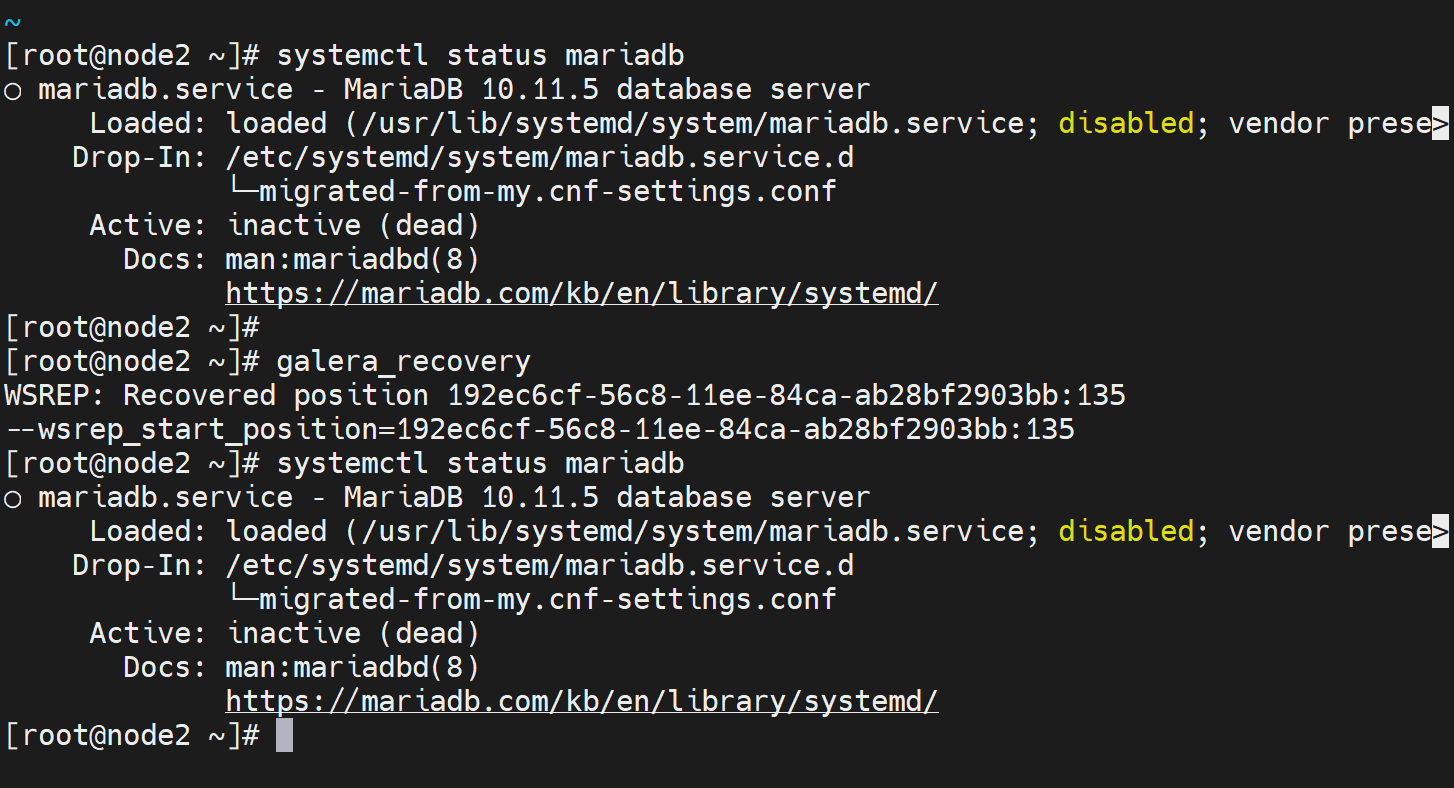 ~
[root@node2 ~]# systemctl status mariadb
○ mariadb.service - MariaDB 10.11.5 database server
     Loaded: loaded (/usr/lib/systemd/system/mariadb.service; disabled; vendor prese>
    Drop-In: /etc/systemd/system/mariadb.service.d
             └─migrated-from-my.cnf-settings.conf
     Active: inactive (dead)
       Docs: man:mariadbd(8)
             https://mariadb.com/kb/en/library/systemd/
[root@node2 ~]#
[root@node2 ~]# galera_recovery
WSREP: Recovered position 192ec6cf-56c8-11ee-84ca-ab28bf2903bb:135
--wsrep_start_position=192ec6cf-56c8-11ee-84ca-ab28bf2903bb:135
[root@node2 ~]# systemctl status mariadb
○ mariadb.service - MariaDB 10.11.5 database server
     Loaded: loaded (/usr/lib/systemd/system/mariadb.service; disabled; vendor prese>
    Drop-In: /etc/systemd/system/mariadb.service.d
             └─migrated-from-my.cnf-settings.conf
     Active: inactive (dead)
       Docs: man:mariadbd(8)
             https://mariadb.com/kb/en/library/systemd/
[root@node2 ~]#